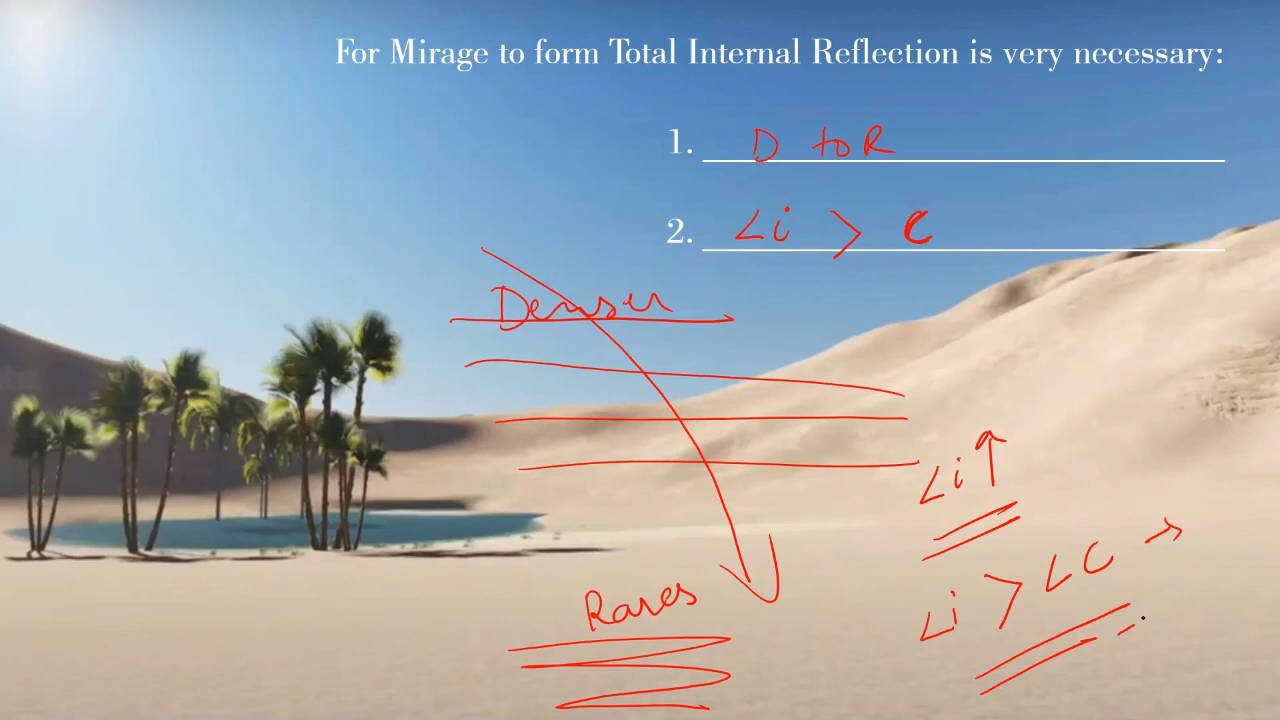 For Mirage to form Total Internal Reflection is very necessary:
1. D to R
2. ∠i > C
Denser
∠i↑
∠i > ∠C →
Rarer